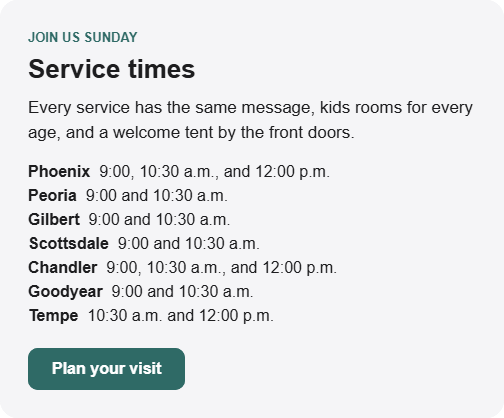 JOIN US SUNDAY
Service times
Every service has the same message, kids rooms for every
age, and a welcome tent by the front doors.
Phoenix 9:00, 10:30 a.m., and 12:00 p.m.
Peoria 9:00 and 10:30 a.m.
Gilbert 9:00 and 10:30 a.m.
Scottsdale 9:00 and 10:30 a.m.
Chandler 9:00, 10:30 a.m., and 12:00 p.m.
Goodyear 9:00 and 10:30 a.m.
Tempe 10:30 a.m. and 12:00 p.m.
Plan your visit